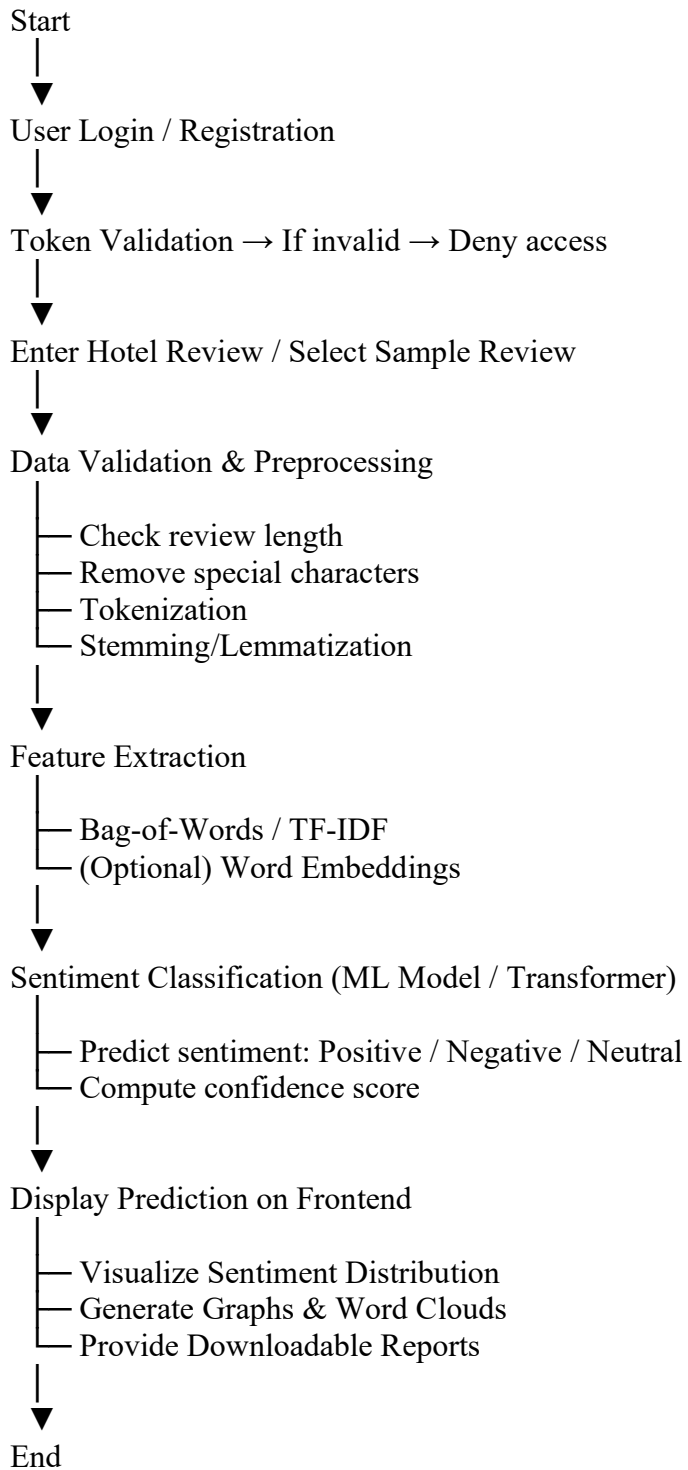 Start
User Login / Registration
Token Validation → If invalid → Deny access
Enter Hotel Review / Select Sample Review
Data Validation & Preprocessing
Check review length
Remove special characters
Tokenization
Stemming/Lemmatization
Feature Extraction
Bag-of-Words / TF-IDF
(Optional) Word Embeddings
Sentiment Classification (ML Model / Transformer)
Predict sentiment: Positive / Negative / Neutral
Compute confidence score
Display Prediction on Frontend
Visualize Sentiment Distribution
Generate Graphs & Word Clouds
Provide Downloadable Reports
End